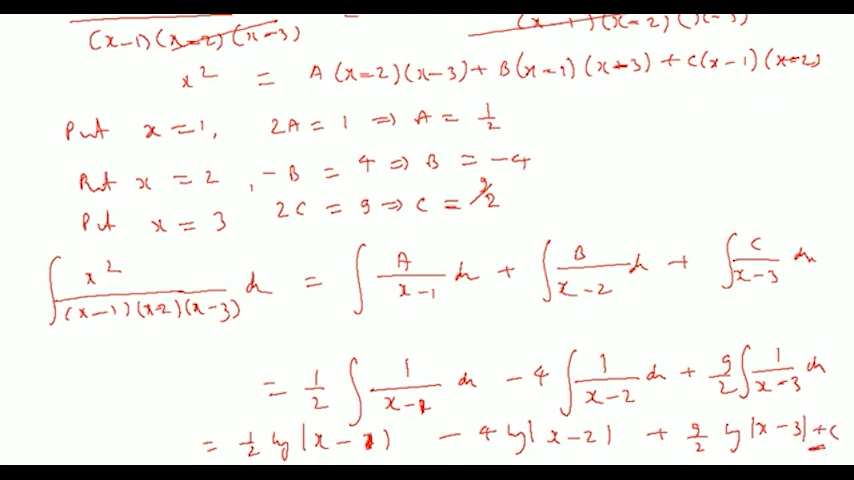 (x-1)(x-2)(x-3) = (x-1)(x-2)(x-3)
x² = A(x-2)(x-3) + B(x-1)(x-3) + C(x-1)(x-2)
Put x = 1, 2A = 1 ⇒ A = 1/2
Put x = 2, -B = 4 ⇒ B = -4
Put x = 3 2C = 9 ⇒ C = 9/2
∫ x²/((x-1)(x-2)(x-3)) dx = ∫ A/(x-1) dx + ∫ B/(x-2) dx + ∫ C/(x-3) dx
= 1/2 ∫ 1/(x-1) dx - 4 ∫ 1/(x-2) dx + 9/2 ∫ 1/(x-3) dx
= 1/2 log|x-1| - 4 log|x-2| + 9/2 log|x-3| + C